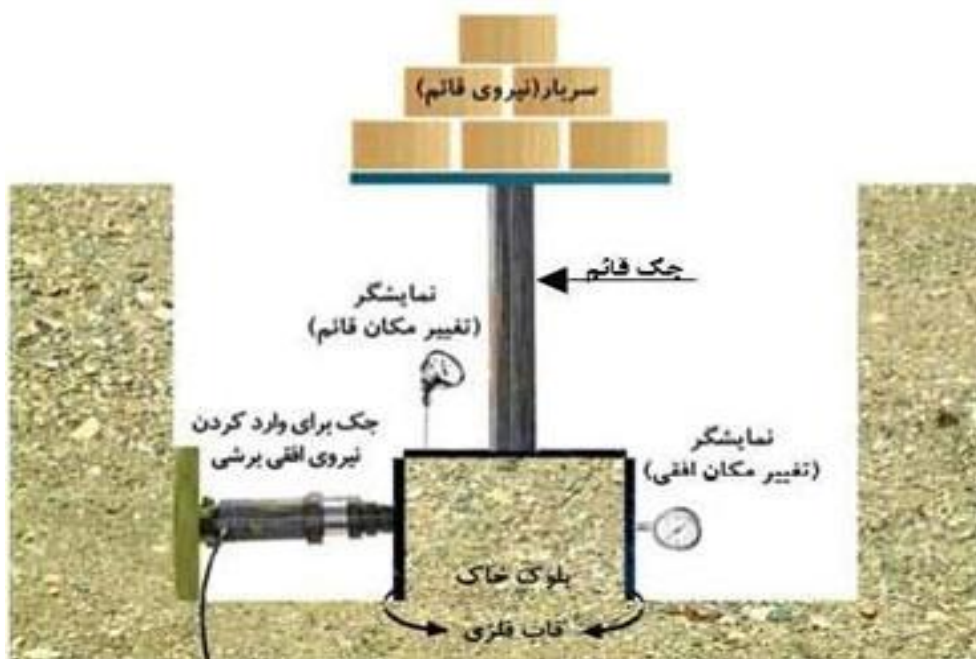 سربار(نیروی قائم)
جک قائم
نمایشگر
(تغییر مکان قائم)
جک برای وارد کردن
نیروی افقی برشی
نمایشگر
(تغییر مکان افقی)
بلوک خاک
قاب فلزی